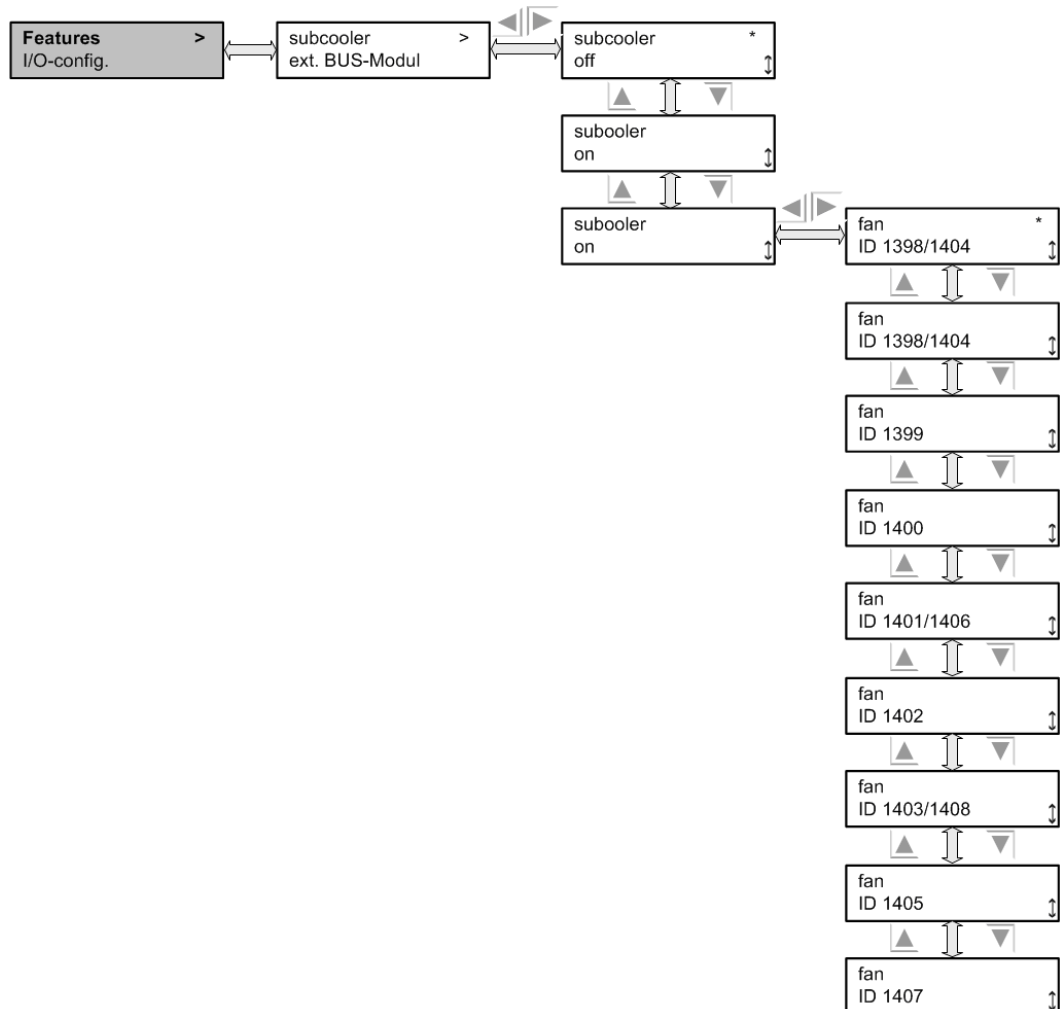 Features >
I/O-config.
subcooler >
ext. BUS-Modul
subcooler *
off
subooler
on
subooler
on
fan *
ID 1398/1404
fan
ID 1398/1404
fan
ID 1399
fan
ID 1400
fan
ID 1401/1406
fan
ID 1402
fan
ID 1403/1408
fan
ID 1405
fan
ID 1407